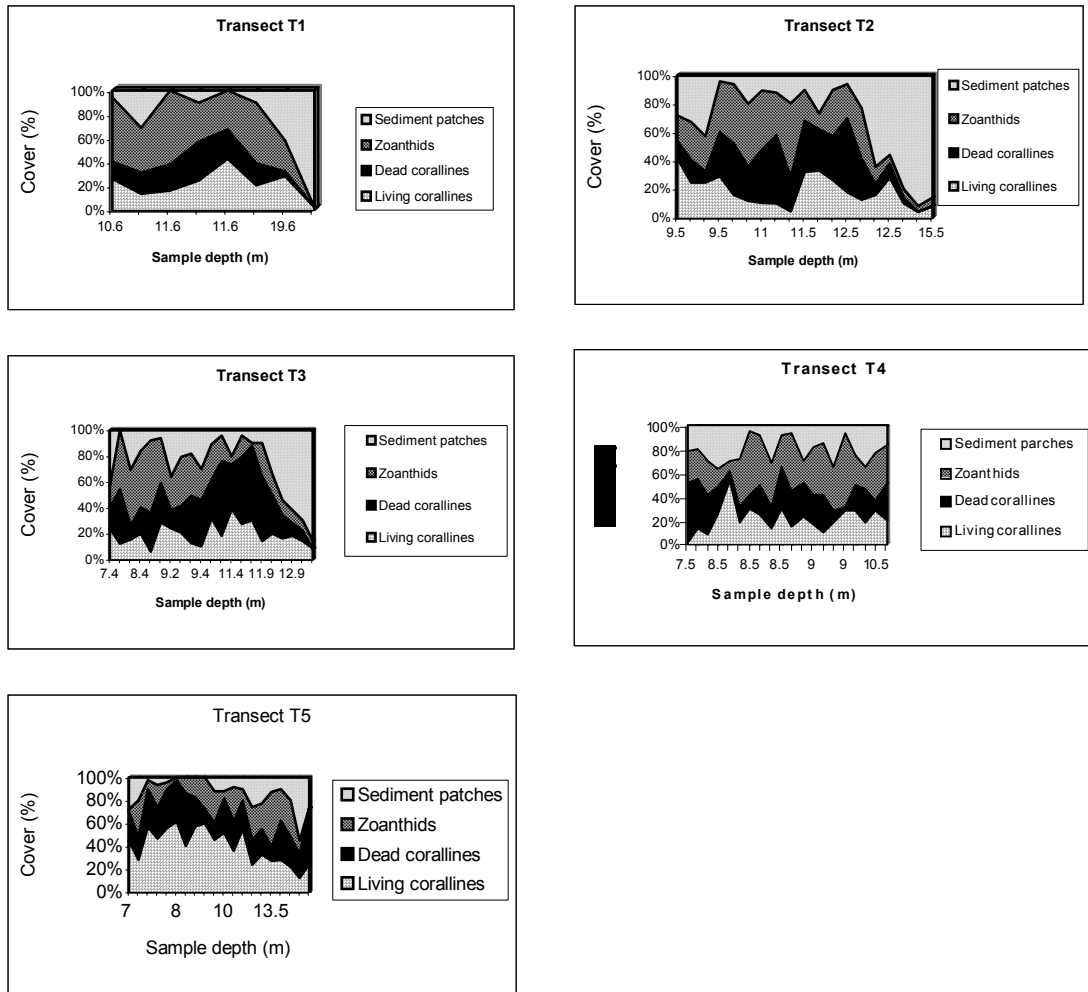 Transect T1
Cover (%)
100%
80%
60%
40%
20%
0%
10.6 11.6 11.6 19.6
Sample depth (m)
Sediment patches
Zoanthids
Dead corallines
Living corallines
Transect T2
Cover (%)
100%
80%
60%
40%
20%
0%
9.5 9.5 11 11.5 12.5 12.5 15.5
Sample depth (m)
Sediment patches
Zoanthids
Dead corallines
Living corallines
Transect T3
Cover (%)
100%
80%
60%
40%
20%
0%
7.4 8.4 9.2 9.4 11.4 11.9 12.9
Sample depth (m)
Sediment patches
Zoanthids
Dead corallines
Living corallines
Transect T4
100%
80%
60%
40%
20%
0%
7.5 8.5 8.5 8.5 9 9 10.5
Sample depth (m)
Sediment parches
Zoanthids
Dead corallines
Living corallines
Transect T5
Cover (%)
100%
80%
60%
40%
20%
0%
7 8 10 13.5
Sample depth (m)
Sediment patches
Zoanthids
Dead corallines
Living corallines